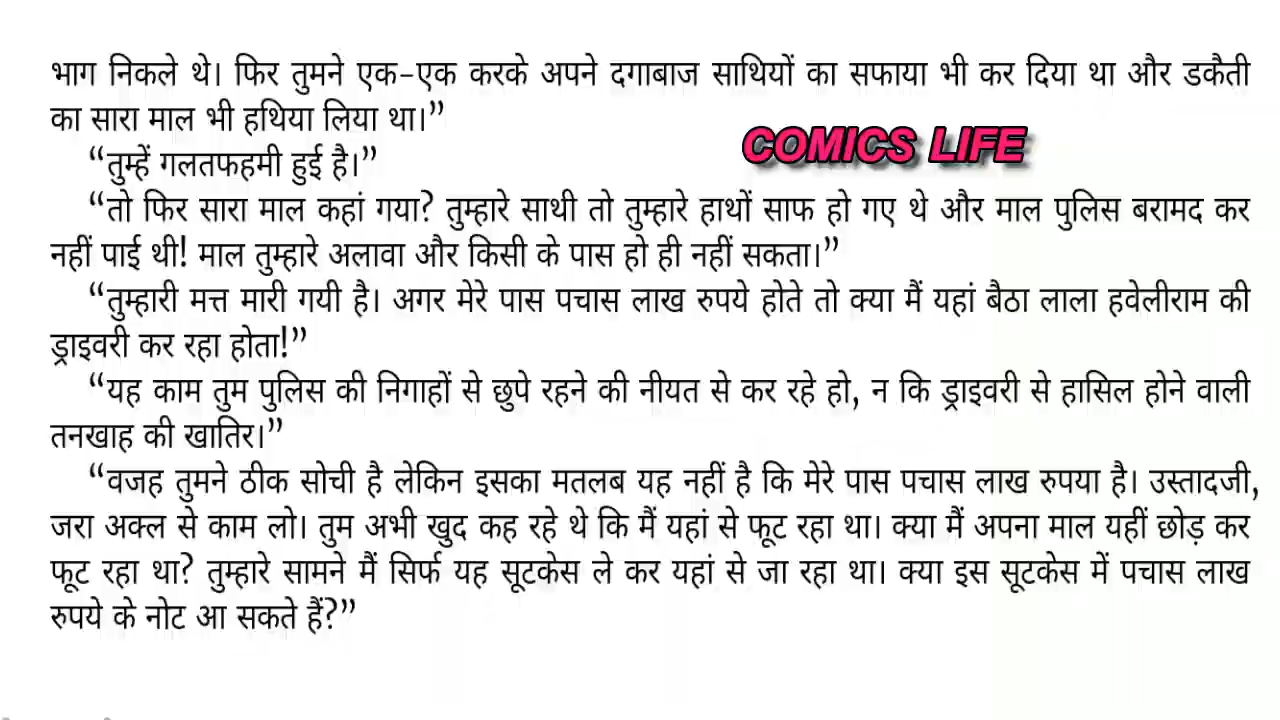 भाग निकले थे। फिर तुमने एक-एक करके अपने दगाबाज साथियों का सफाया भी कर दिया था और डकैती
का सारा माल भी हथिया लिया था।”
COMICS LIFE
“तुम्हें गलतफहमी हुई है।”
“तो फिर सारा माल कहां गया? तुम्हारे साथी तो तुम्हारे हाथों साफ हो गए थे और माल पुलिस बरामद कर
नहीं पाई थी! माल तुम्हारे अलावा और किसी के पास हो ही नहीं सकता।”
“तुम्हारी मत्त मारी गयी है। अगर मेरे पास पचास लाख रुपये होते तो क्या मैं यहां बैठा लाला हवेलीराम की
ड्राइवरी कर रहा होता!”
“यह काम तुम पुलिस की निगाहों से छुपे रहने की नीयत से कर रहे हो, न कि ड्राइवरी से हासिल होने वाली
तनखाह की खातिर।”
“वजह तुमने ठीक सोची है लेकिन इसका मतलब यह नहीं है कि मेरे पास पचास लाख रुपया है। उस्तादजी,
जरा अक्ल से काम लो। तुम अभी खुद कह रहे थे कि मैं यहां से फूट रहा था। क्या मैं अपना माल यहीं छोड़ कर
फूट रहा था? तुम्हारे सामने मैं सिर्फ यह सूटकेस ले कर यहां से जा रहा था। क्या इस सूटकेस में पचास लाख
रुपये के नोट आ सकते हैं?”